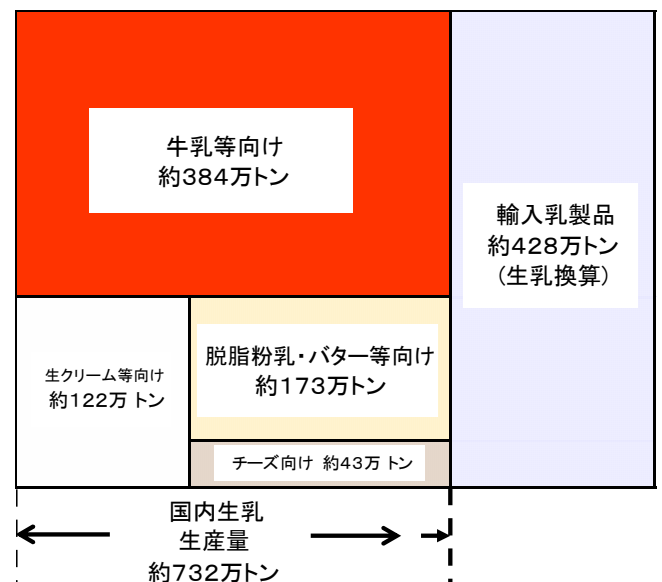 牛乳等向け
約384万トン
輸入乳製品
約428万トン
(生乳換算)
生クリーム等向け
約122万 トン
脱脂粉乳・バター等向け
約173万トン
チーズ向け 約43万 トン
国内生乳
生産量
約732万トン